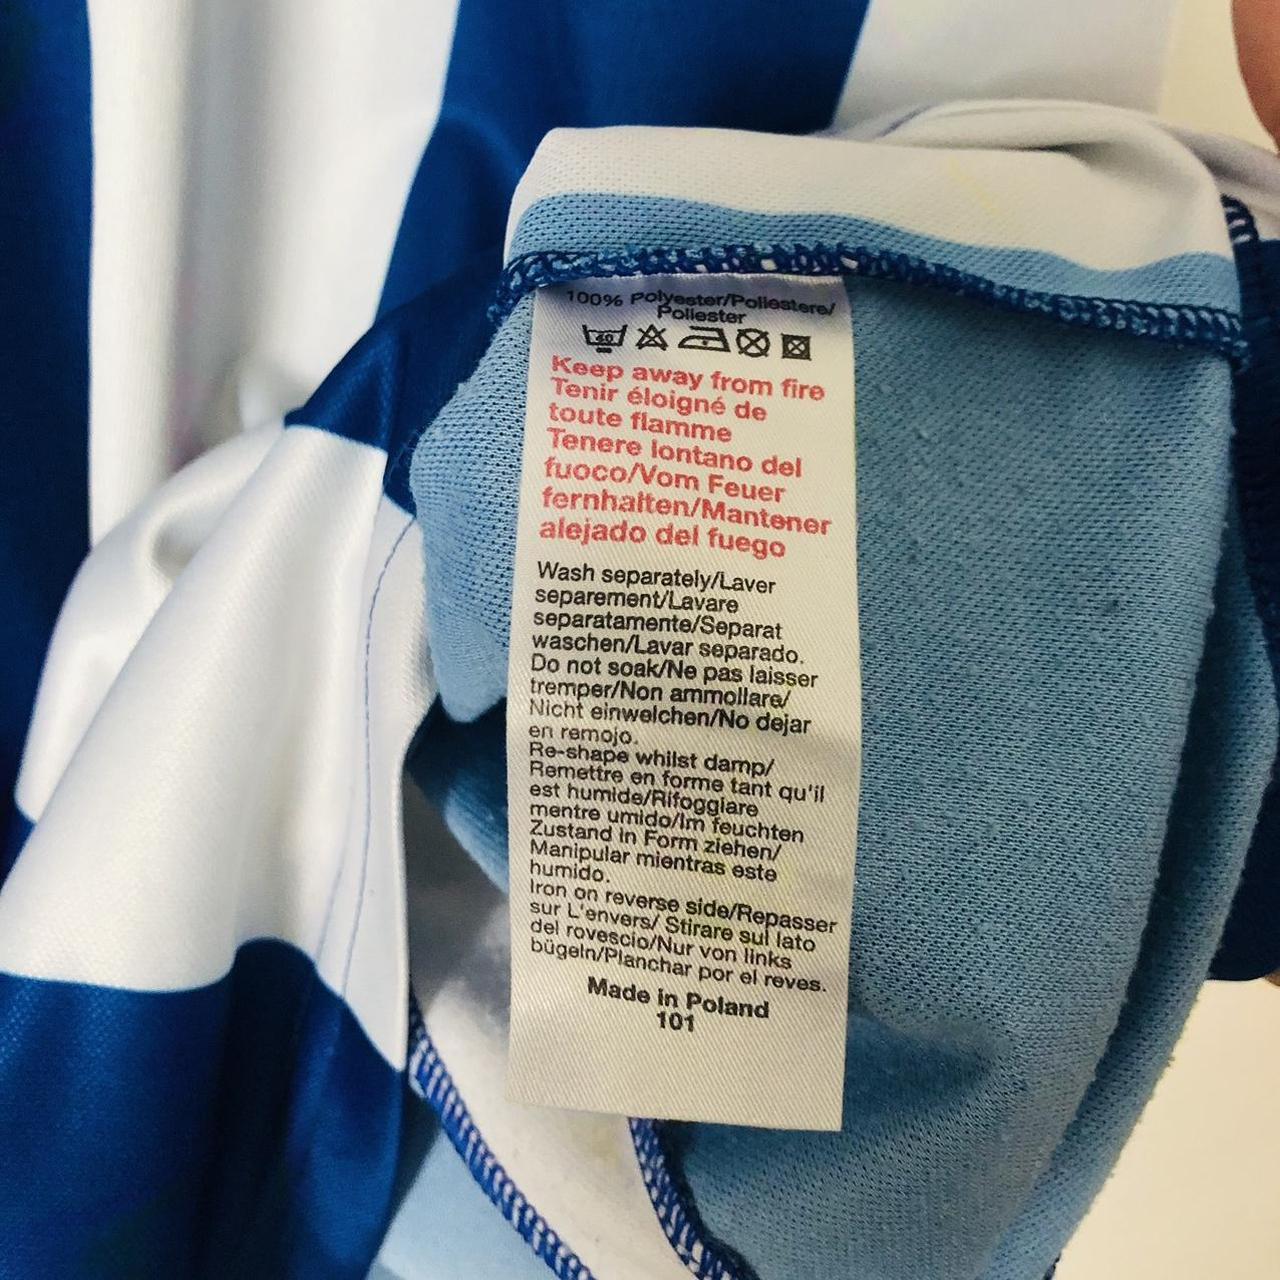 100% Polyester/Poliestere/
Poliester
40
Keep away from fire
Tenir éloigné de
toute flamme
Tenere lontano del
fuoco/Vom Feuer
fernhalten/Mantener
alejado del fuego
Wash separately/Laver
separement/Lavare
separatamente/Separat
waschen/Lavar separado.
Do not soak/Ne pas laisser
tremper/Non ammollare/
Nicht einweichen/No dejar
en remojo.
Re-shape whilst damp/
Remettre en forme tant qu'il
est humide/Rifoggiare
mentre umido/Im feuchten
Zustand in Form ziehen/
Manipular mientras este
humido.
Iron on reverse side/Repasser
sur L'envers/ Stirare sul lato
del rovescio/Nur von links
bügeln/Planchar por el reves.
Made in Poland
101